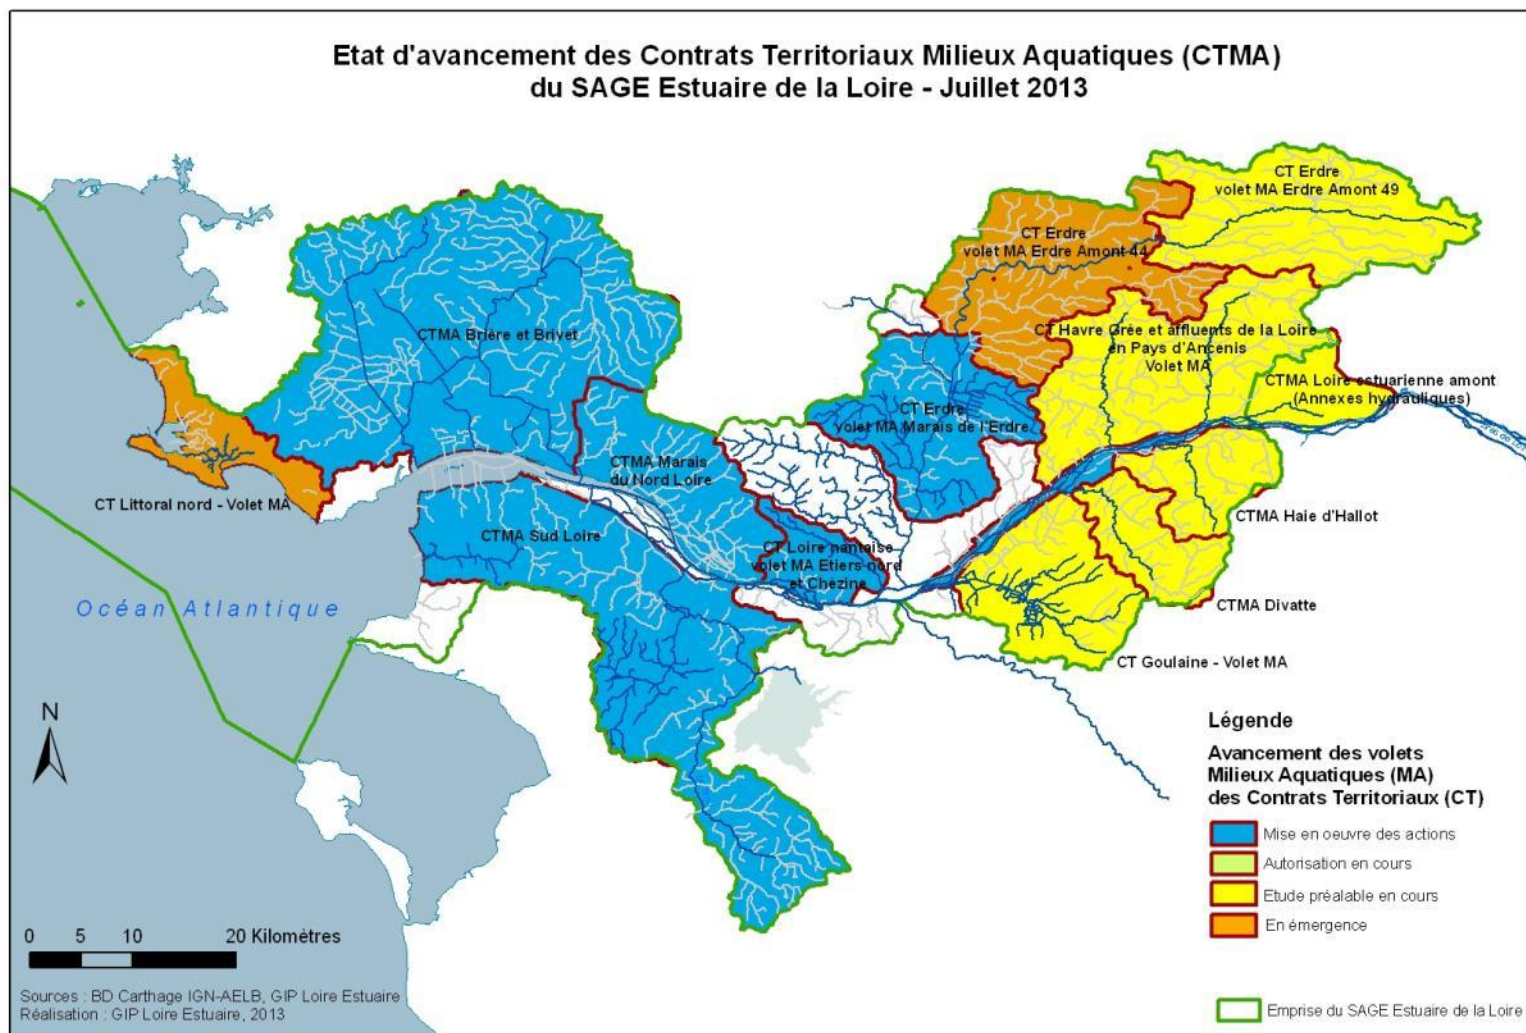 Etat d'avancement des Contrats Territoriaux Milieux Aquatiques (CTMA)
du SAGE Estuaire de la Loire - Juillet 2013
CT Erdre
volet MA Erdre Amont 49
CT Erdre
volet MA Erdre Amont 44
CTMA Brière et Brivet
CT Havre Grée et affluents de la Loire
en Pays d'Ancenis
Volet MA
CTMA Loire estuarienne amont
(Annexes hydrauliques)
CT Erdre
volet MA Marais de l'Erdre
CTMA Marais
du Nord Loire
CT Littoral nord - Volet MA
CTMA Sud Loire
CT Loire nantaise
volet MA Etiers nord
et Chezine
CTMA Haie d'Hallot
CTMA Divatte
CT Goulaine - Volet MA
Océan Atlantique
N
0 5 10 20 Kilomètres
Sources : BD Carthage IGN-AELB, GIP Loire Estuaire
Réalisation : GIP Loire Estuaire, 2013
Légende
Avancement des volets
Milieux Aquatiques (MA)
des Contrats Territoriaux (CT)
Mise en oeuvre des actions
Autorisation en cours
Etude préalable en cours
En émergence
Emprise du SAGE Estuaire de la Loire